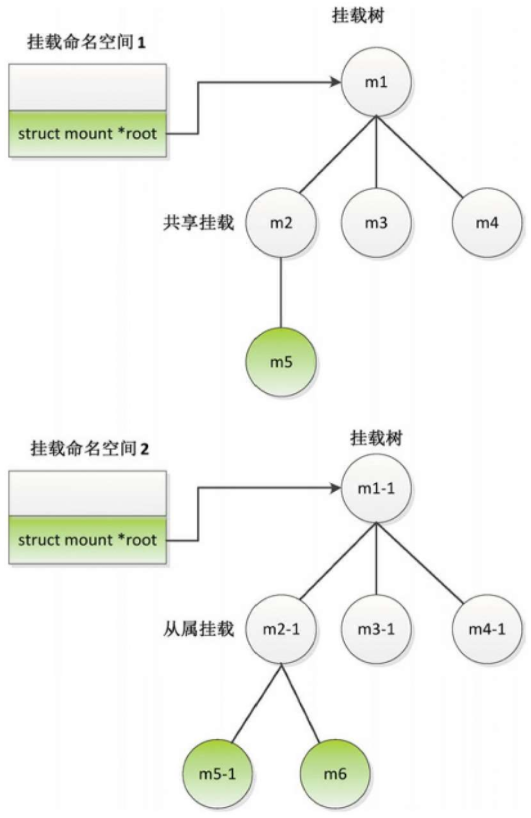 挂载树
挂载命名空间 1
m1
struct mount *root
共享挂载
m2
m3
m4
m5
挂载树
挂载命名空间 2
m1-1
struct mount *root
从属挂载
m2-1
m3-1
m4-1
m5-1
m6